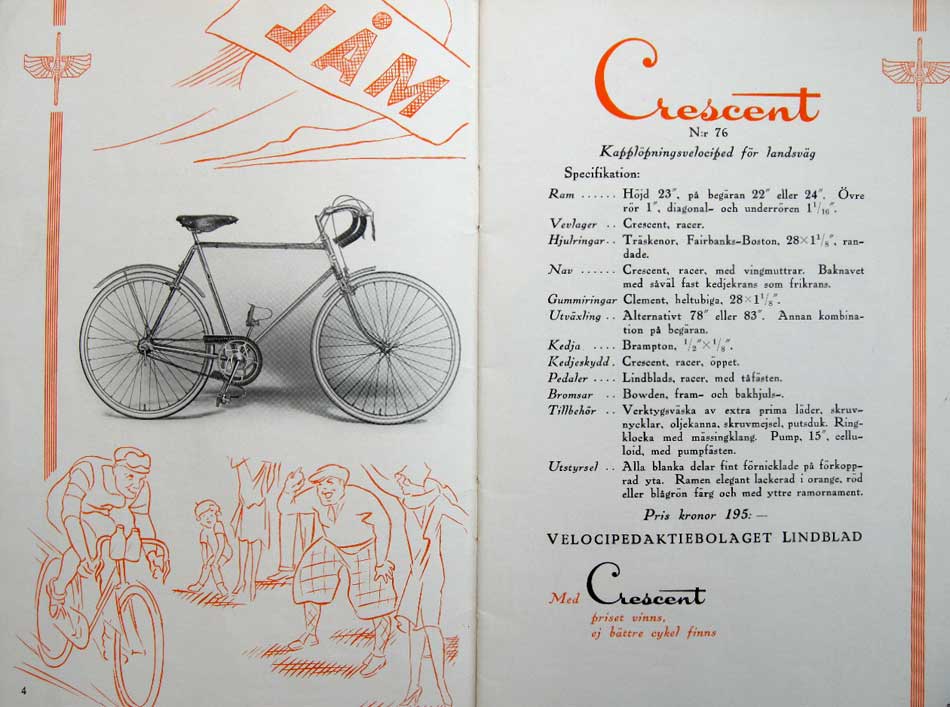 JÅM
4
Crescent
N:r 76
Kapplöpningsvelociped för landsväg
Specifikation:
Ram ...... Höjd 23″, på begäran 22″ eller 24″. Övre
rör 1″, diagonal- och underrören 1 1/16″.
Vevlager .. Crescent, racer.
Hjulringar.. Träskenor, Fairbanks-Boston, 28×1 1/8″, ran-
dade.
Nav ...... Crescent, racer, med vingmuttrar. Baknavet
med såväl fast kedjekrans som frikrans.
Gummiringar Clement, heltubiga, 28×1 1/8″.
Utväxling .. Alternativt 78″ eller 83″. Annan kombina-
tion på begäran.
Kedja .... Brampton, 1/2″×1/8″.
Kedjeskydd. Crescent, racer, öppet.
Pedaler .... Lindblads, racer, med tåfästen.
Bromsar .. Bowden, fram- och bakhjuls-.
Tillbehör .. Verktygsväska av extra prima läder, skruv-
nycklar, oljekanna, skruvmejsel, putsduk. Ring-
klocka med mässingklang. Pump, 15″, cellu-
loid, med pumpfästen.
Utstyrsel .. Alla blanka delar fint förnicklade på förkopp-
rad yta. Ramen elegant lackerad i orange, röd
eller blågrön färg och med yttre ramornament.
Pris kronor 195: —
VELOCIPEDAKTIEBOLAGET LINDBLAD
Med Crescent
priset vinns,
ej bättre cykel finns